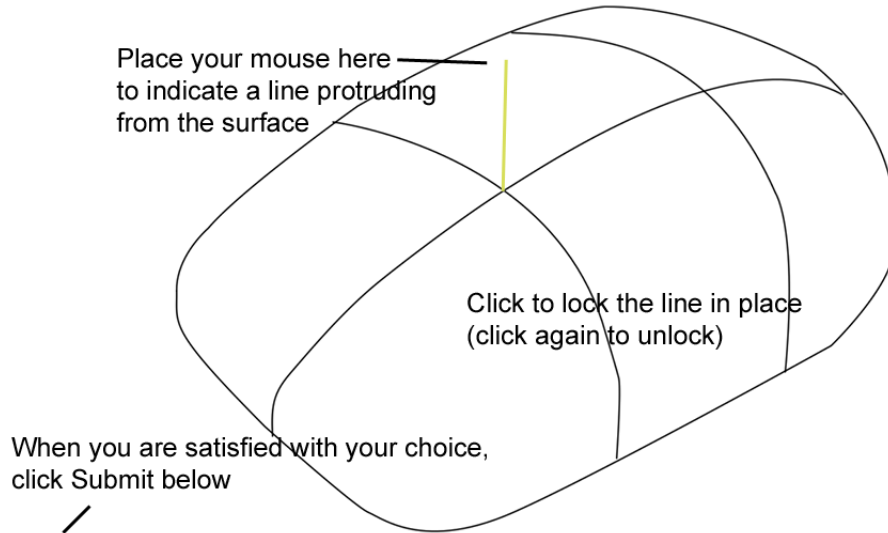 Place your mouse here
to indicate a line protruding
from the surface
Click to lock the line in place
(click again to unlock)
When you are satisfied with your choice,
click Submit below